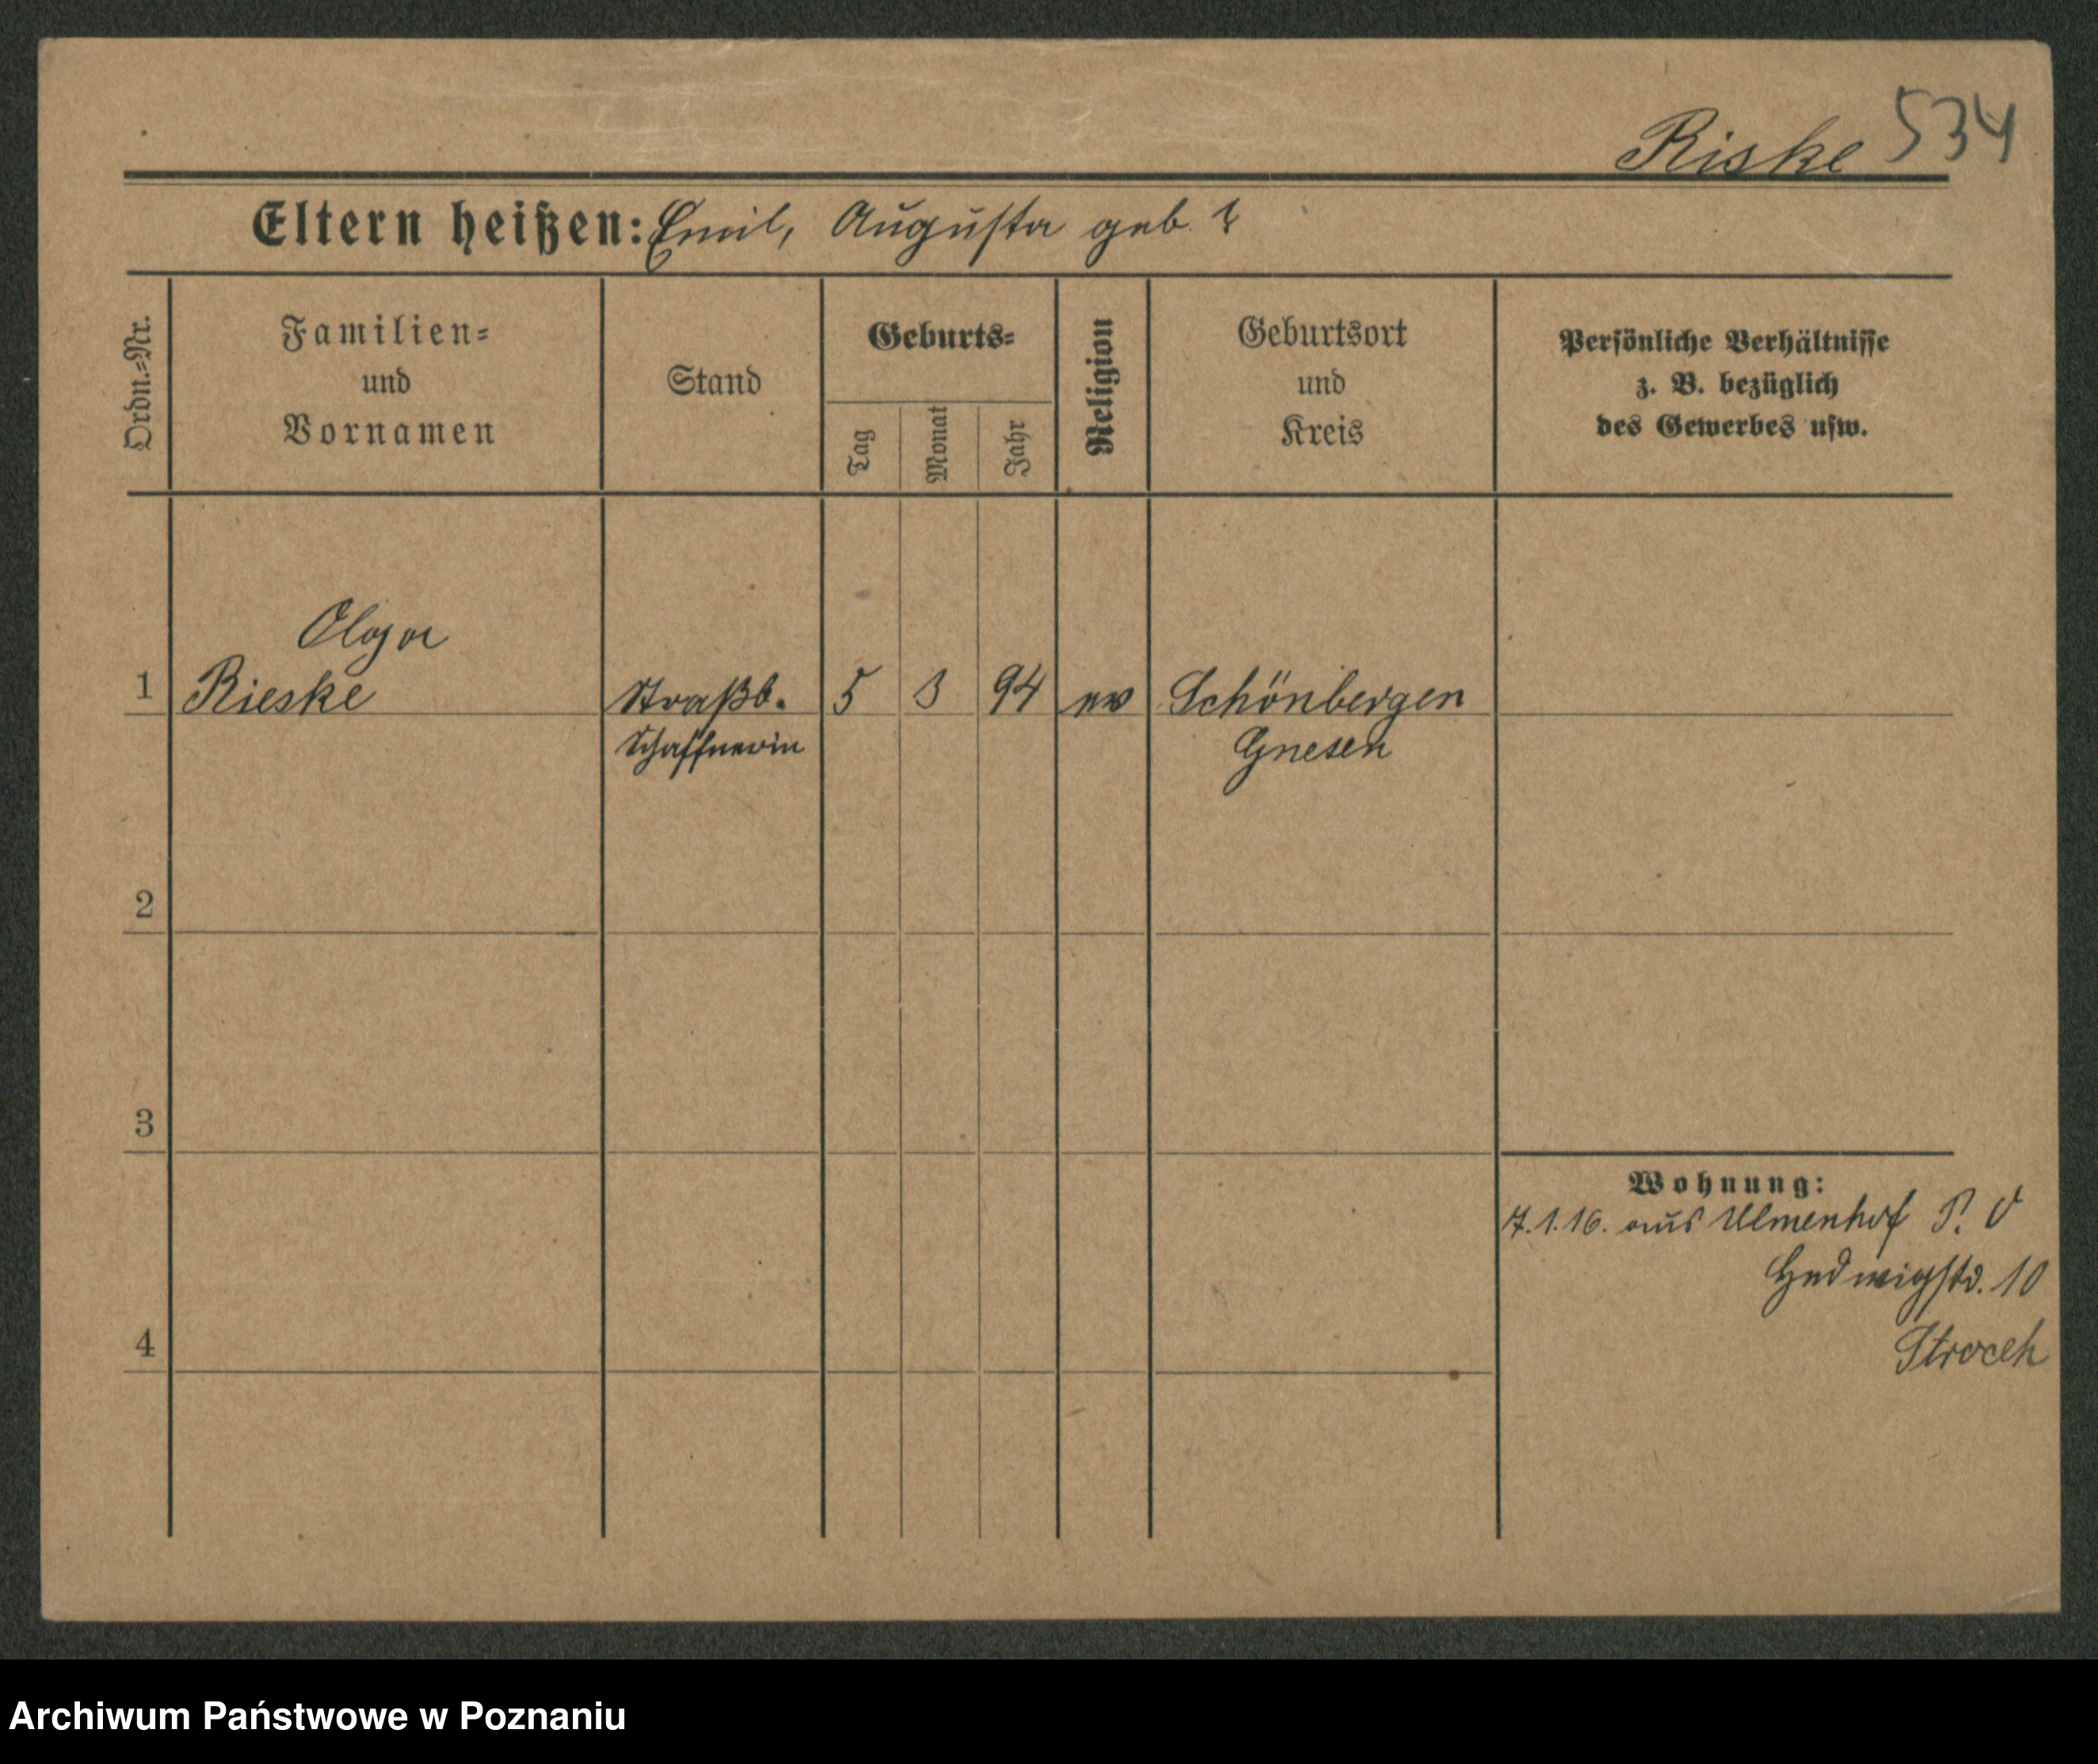 Riske 534
Eltern heißen: Emil, Augusta geb. ?
Ordn.=Nr.
Familien=
und
Vornamen
Stand
Geburts=
Tag
Monat
Jahr
Religion
Geburtsort
und
Kreis
Persönliche Verhältnisse
z. B. bezüglich
des Gewerbes usw.
Olga
1 Rieske Straßb. 5 3 94 ev Schönbergen
Schaffnerin Gnesen
2
3
Wohnung:
7.1.16. aus Ulmenhof P. O
Hedwigstr. 10
4
Archiwum Państwowe w Poznaniu